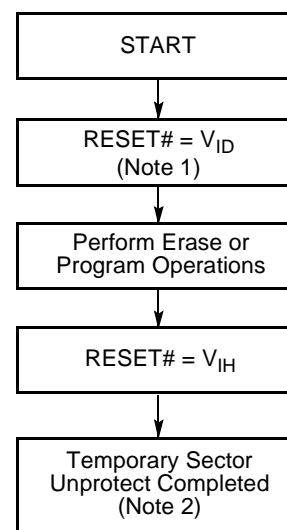 START
RESET# = VID
(Note 1)
Perform Erase or
Program Operations
RESET# = VIH
Temporary Sector
Unprotect Completed
(Note 2)